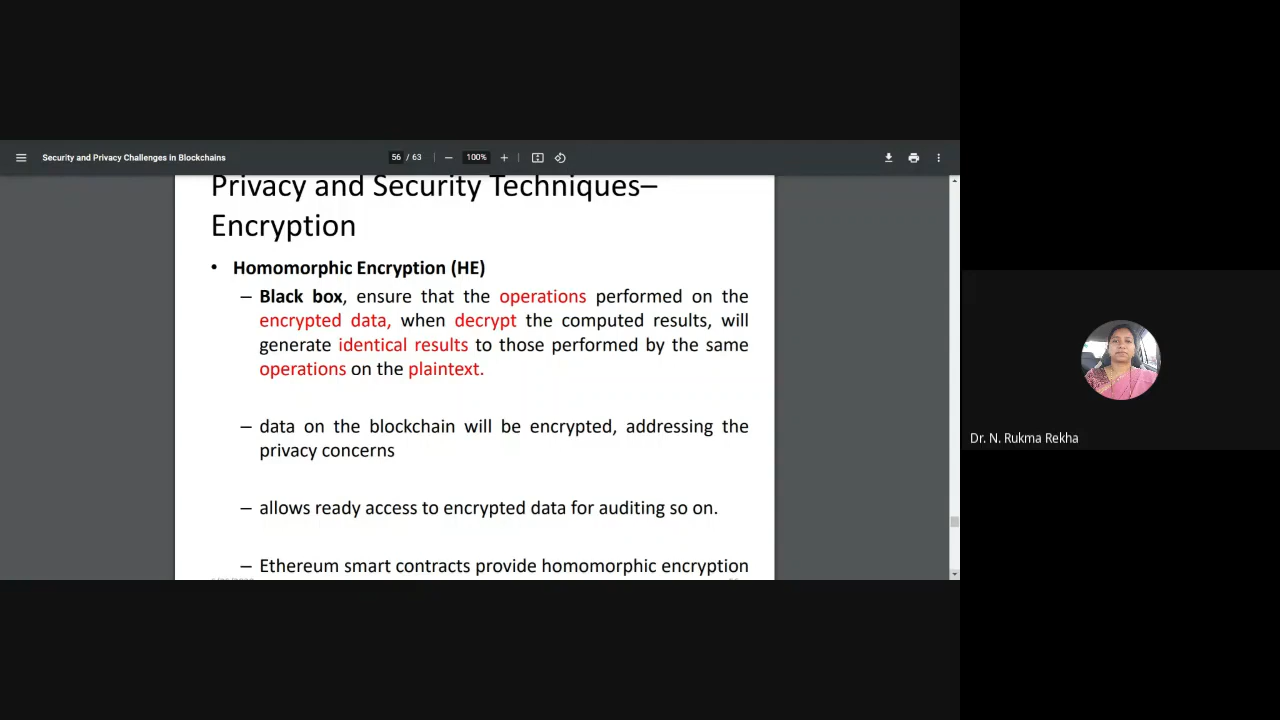 Security and Privacy Challenges in Blockchains
56 / 63
100%
Privacy and Security Techniques–
Encryption
• Homomorphic Encryption (HE)
– Black box, ensure that the operations performed on the
encrypted data, when decrypt the computed results, will
generate identical results to those performed by the same
operations on the plaintext.
– data on the blockchain will be encrypted, addressing the
privacy concerns
– allows ready access to encrypted data for auditing so on.
– Ethereum smart contracts provide homomorphic encryption
Dr. N. Rukma Rekha